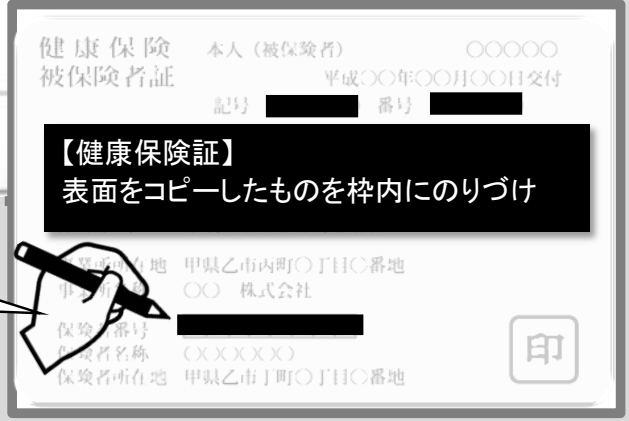 健康保険 本人（被保険者） ○○○○○
被保険者証 平成○○年○○月○○日交付
記号 番号
【健康保険証】
表面をコピーしたものを枠内にのりづけ
所在地 甲県乙市内町○丁目○番地
○○ 株式会社
保険者番号
保険者名称 （ＸＸＸＸＸ）
保険者所在地 甲県乙市丁町○丁目○番地
印